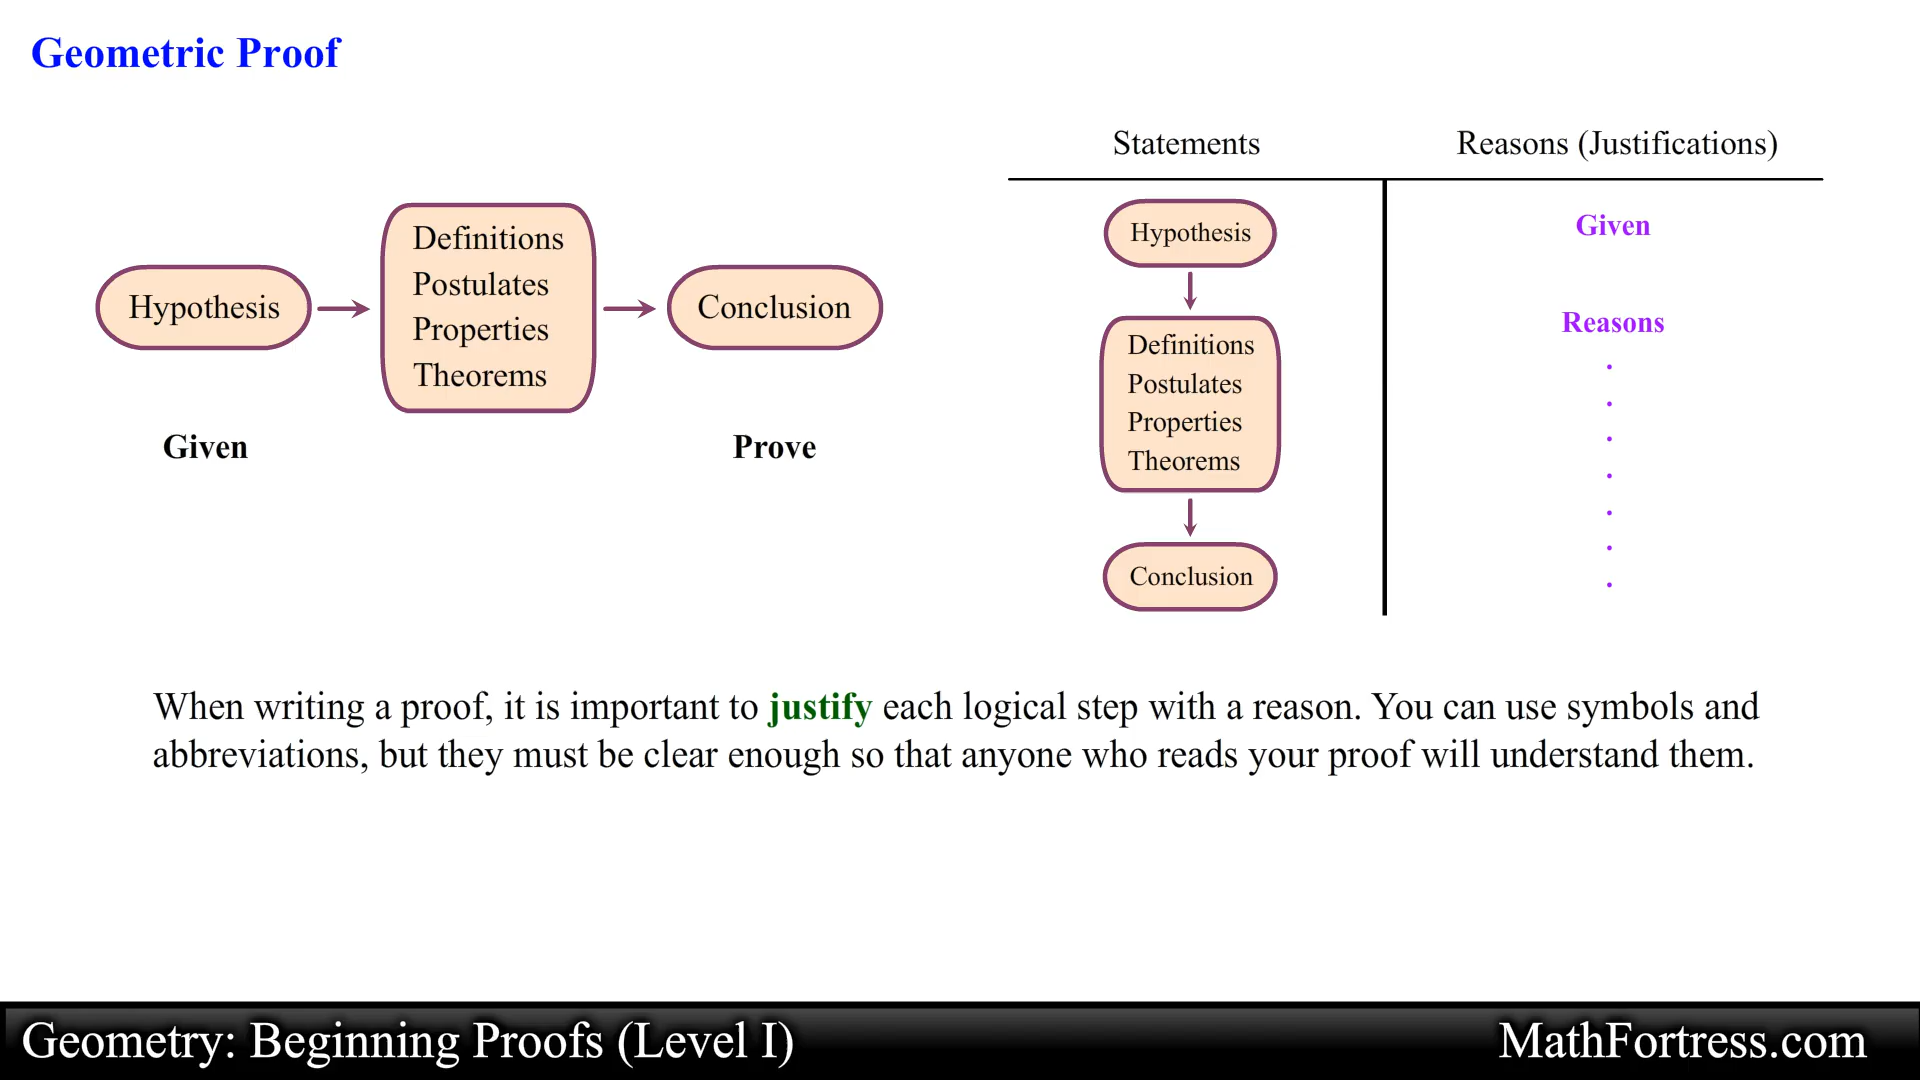 Geometric Proof
Hypothesis
Definitions
Postulates
Properties
Theorems
Conclusion
Given
Prove
Statements
Reasons (Justifications)
Hypothesis
Given
Definitions
Postulates
Properties
Theorems
Reasons
.
.
.
.
.
.
.
Conclusion
When writing a proof, it is important to justify each logical step with a reason. You can use symbols and
abbreviations, but they must be clear enough so that anyone who reads your proof will understand them.
Geometry: Beginning Proofs (Level I)
MathFortress.com